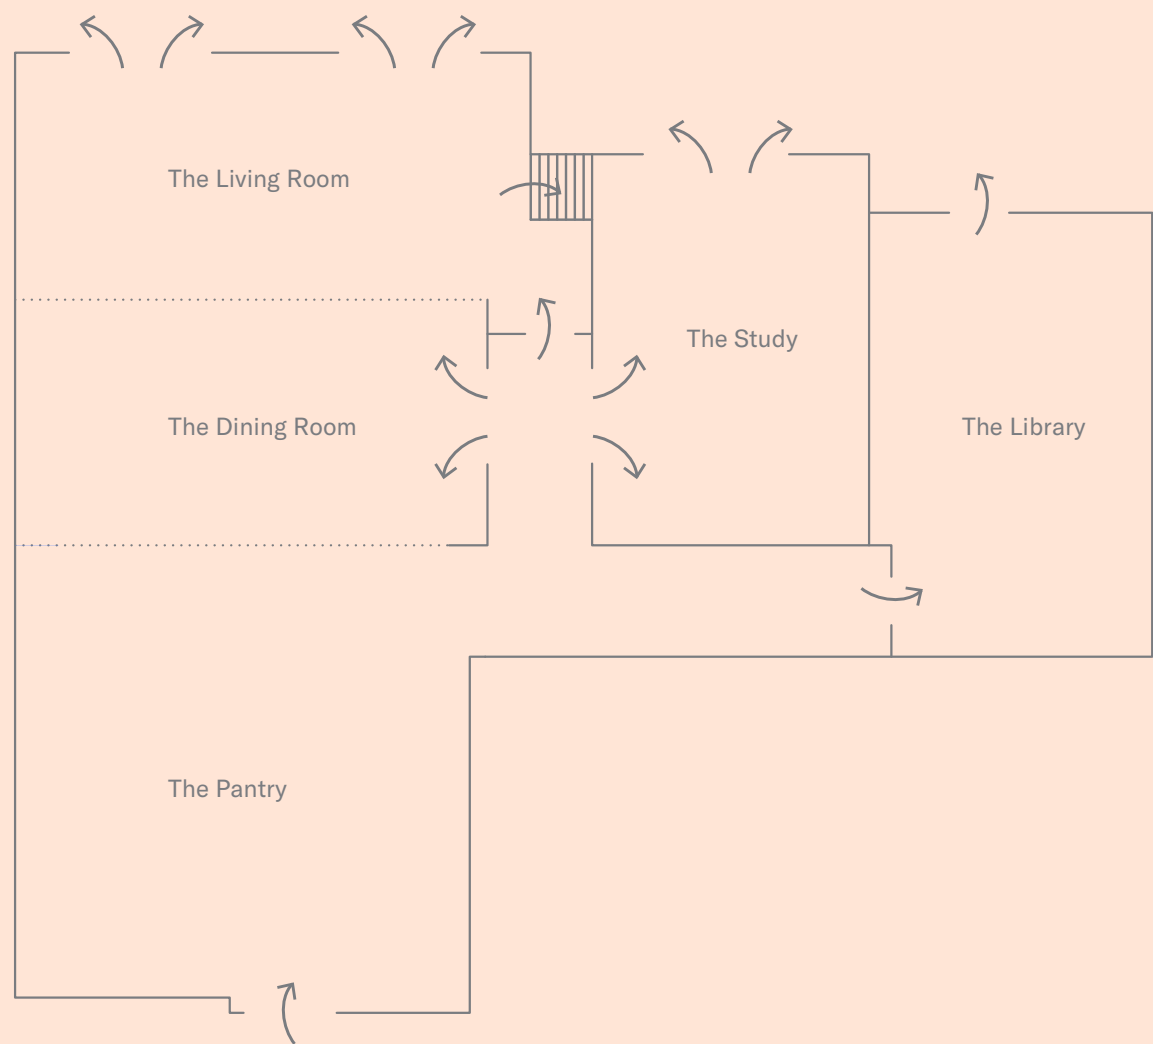 The Living Room
The Study
The Dining Room
The Library
The Pantry